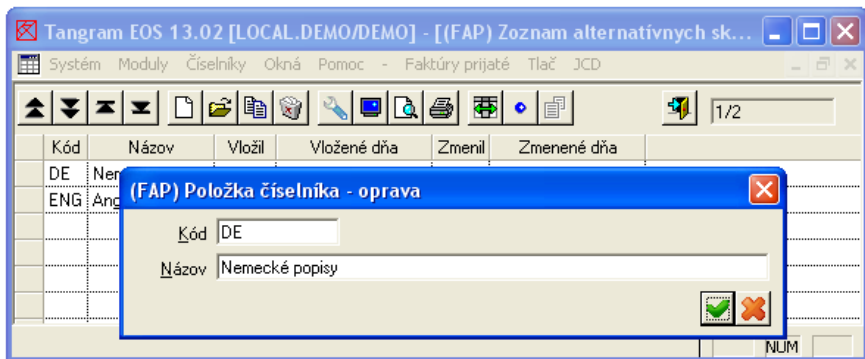 Tangram EOS 13.02 [LOCAL.DEMO/DEMO] - [(FAP) Zoznam alternatívnych sk...
Systém Moduly Číselníky Okná Pomoc - Faktúry prijaté Tlač JCD
1/2
Kód Názov Vložil Vložené dňa Zmenil Zmenené dňa
DE Nem
ENG Ang
(FAP) Položka číselníka - oprava
Kód DE
Názov Nemecké popisy
NUM